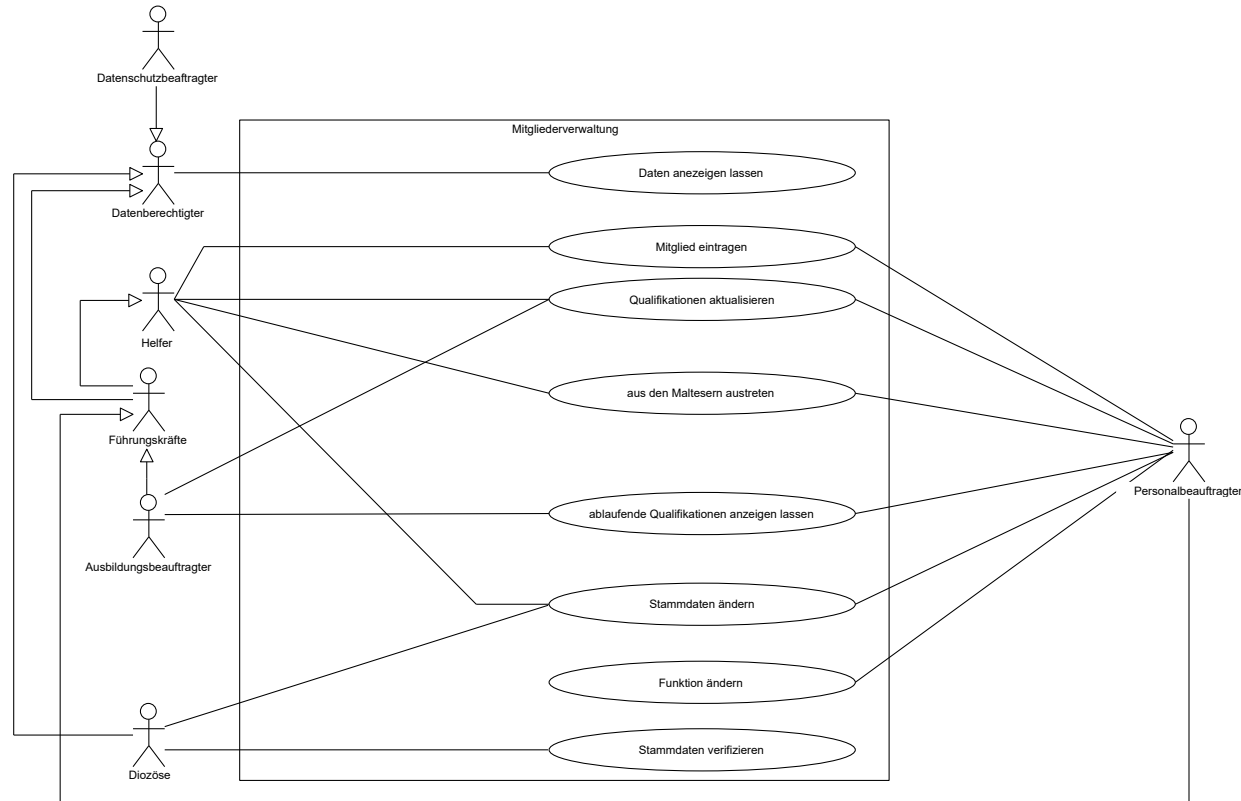 Datenschutzbeaftragter
Mitgliederverwaltung
Daten anezeigen lassen
Datenberechtigter
Mitglied eintragen
Qualifikationen aktualisieren
Helfer
aus den Maltesern austreten
Führungskräfte
Personalbeauftragter
ablaufende Qualifikationen anzeigen lassen
Ausbildungsbeauftragter
Stammdaten ändern
Funktion ändern
Stammdaten verifizieren
Diozöse